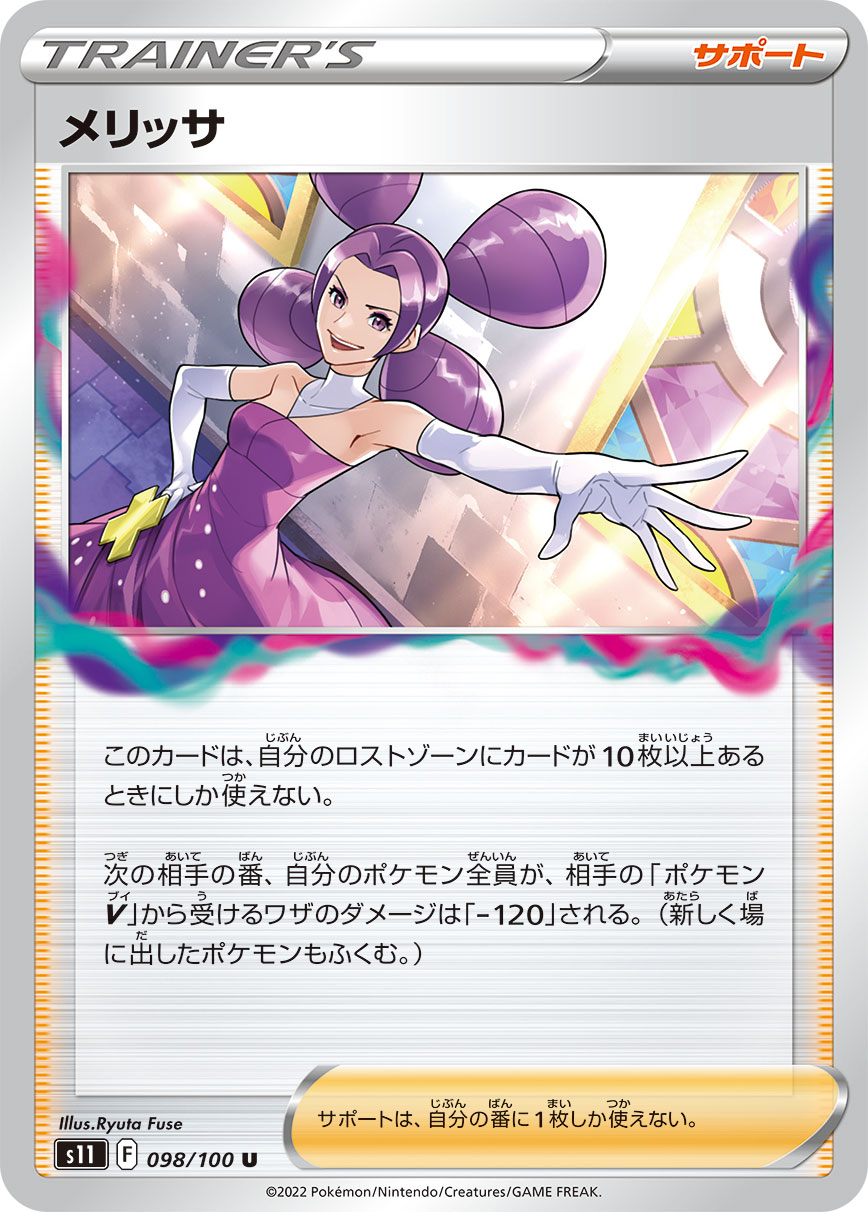 TRAINER'S サポート
メリッサ
このカードは、自分のロストゾーンにカードが10枚以上ある
ときにしか使えない。
次の相手の番、自分のポケモン全員が、相手の「ポケモン
V」から受けるワザのダメージは「-120」される。（新しく場
に出したポケモンもふくむ。）
サポートは、自分の番に1枚しか使えない。
Illus.Ryuta Fuse
s11 F 098/100 U
©2022 Pokémon/Nintendo/Creatures/GAME FREAK.